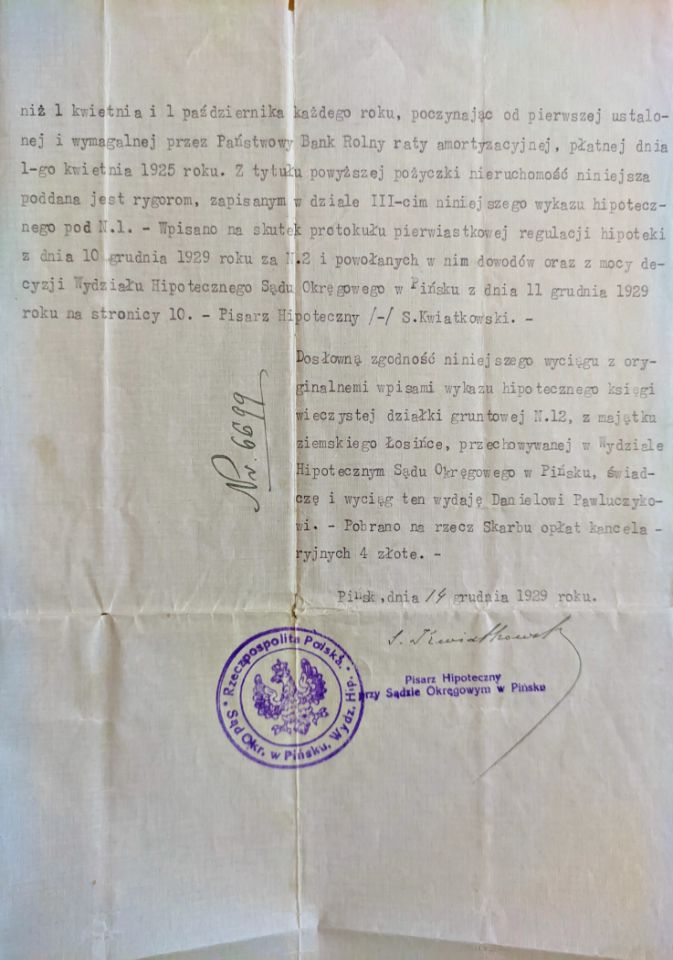 niż 1 kwietnia i 1 października każdego roku, poczynając od pierwszej ustalo-
nej i wymagalnej przez Państwowy Bank Rolny raty amortyzacyjnej, płatnej dnia
1-go kwietnia 1925 roku. Z tytułu powyższej pożyczki nieruchomość niniejsza
poddana jest rygorom, zapisanym w dziale III-cim niniejszego wykazu hipotecz-
nego pod N.1. - Wpisano na skutek protokułu pierwiastkowej regulacji hipoteki
z dnia 10 grudnia 1929 roku za N.2 i powołanych w nim dowodów oraz z mocy de-
cyzji Wydziału Hipotecznego Sądu Okręgowego w Pińsku z dnia 11 grudnia 1929
roku na stronicy 10. - Pisarz Hipoteczny /-/ S.Kwiatkowski. -
Dosłowną zgodność niniejszego wyciągu z ory-
ginalnemi wpisami wykazu hipotecznego księgi
wieczystej działki gruntowej N.12, z majątku
ziemskiego Łosińce, przechowywanej w Wydziale
Hipotecznym Sądu Okręgowego w Pińsku, świad-
czę i wyciąg ten wydaję Danielowi Pawluczyko-
wi. - Pobrano na rzecz Skarbu opłat kancela -
ryjnych 4 złote. -
Nr. 6699
Pińsk, dnia 14 grudnia 1929 roku.
S. Kwiatkowski
Pisarz Hipoteczny
przy Sądzie Okręgowym w Pińsku
Rzeczpospolita Polska.
Sąd Okr. w Pińsku, Wydz. Hip.